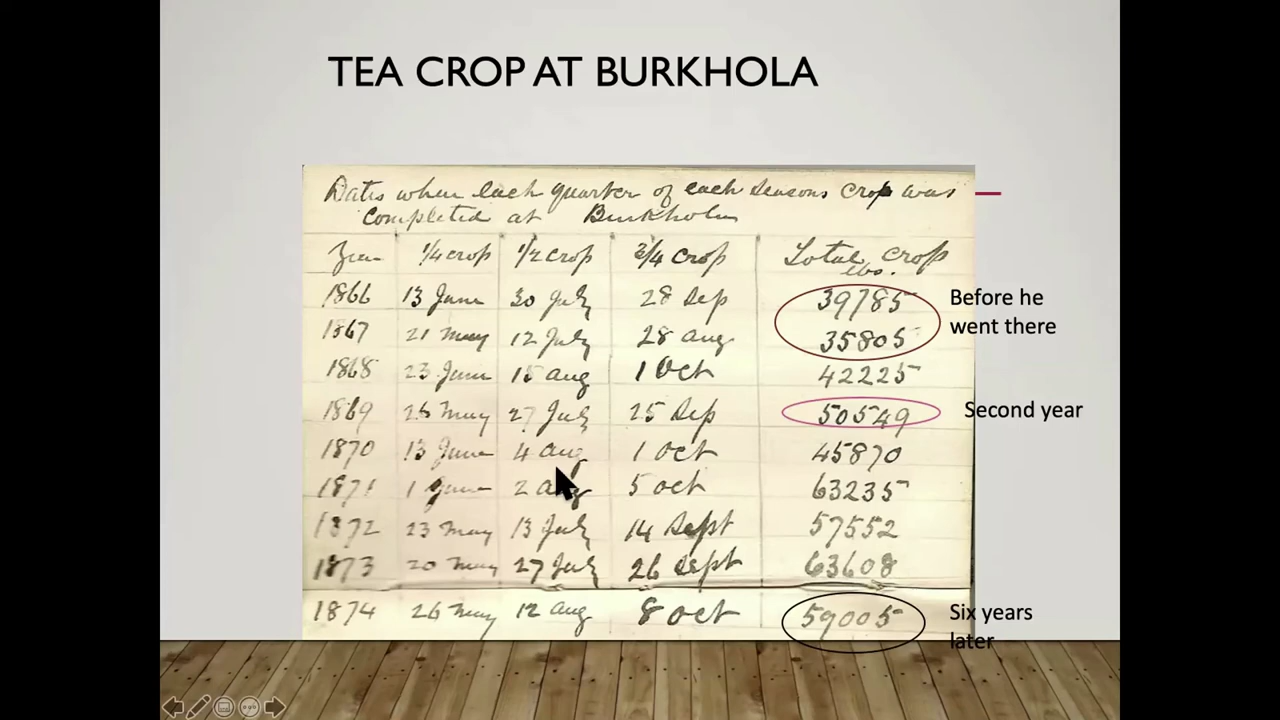 TEA CROP AT BURKHOLA
Dates when each quarter of each seasons crop was
completed at Burkhola
Year 1/4 crop 1/2 crop 3/4 crop Total crop
lbs.
1866 13 June 30 July 28 Sep 39785
1867 21 May 12 July 28 aug 35805
1868 23 June 15 aug 1 Oct 42225
1869 26 May 27 July 25 Sep 50549
1870 13 June 4 aug 1 oct 45870
1871 1 June 2 aug 5 oct 63235
1872 23 May 13 July 14 Sept 57552
1873 20 May 27 July 26 Sept 63608
1874 26 May 12 aug 8 oct 59005
Before he
went there
Second year
Six years
later